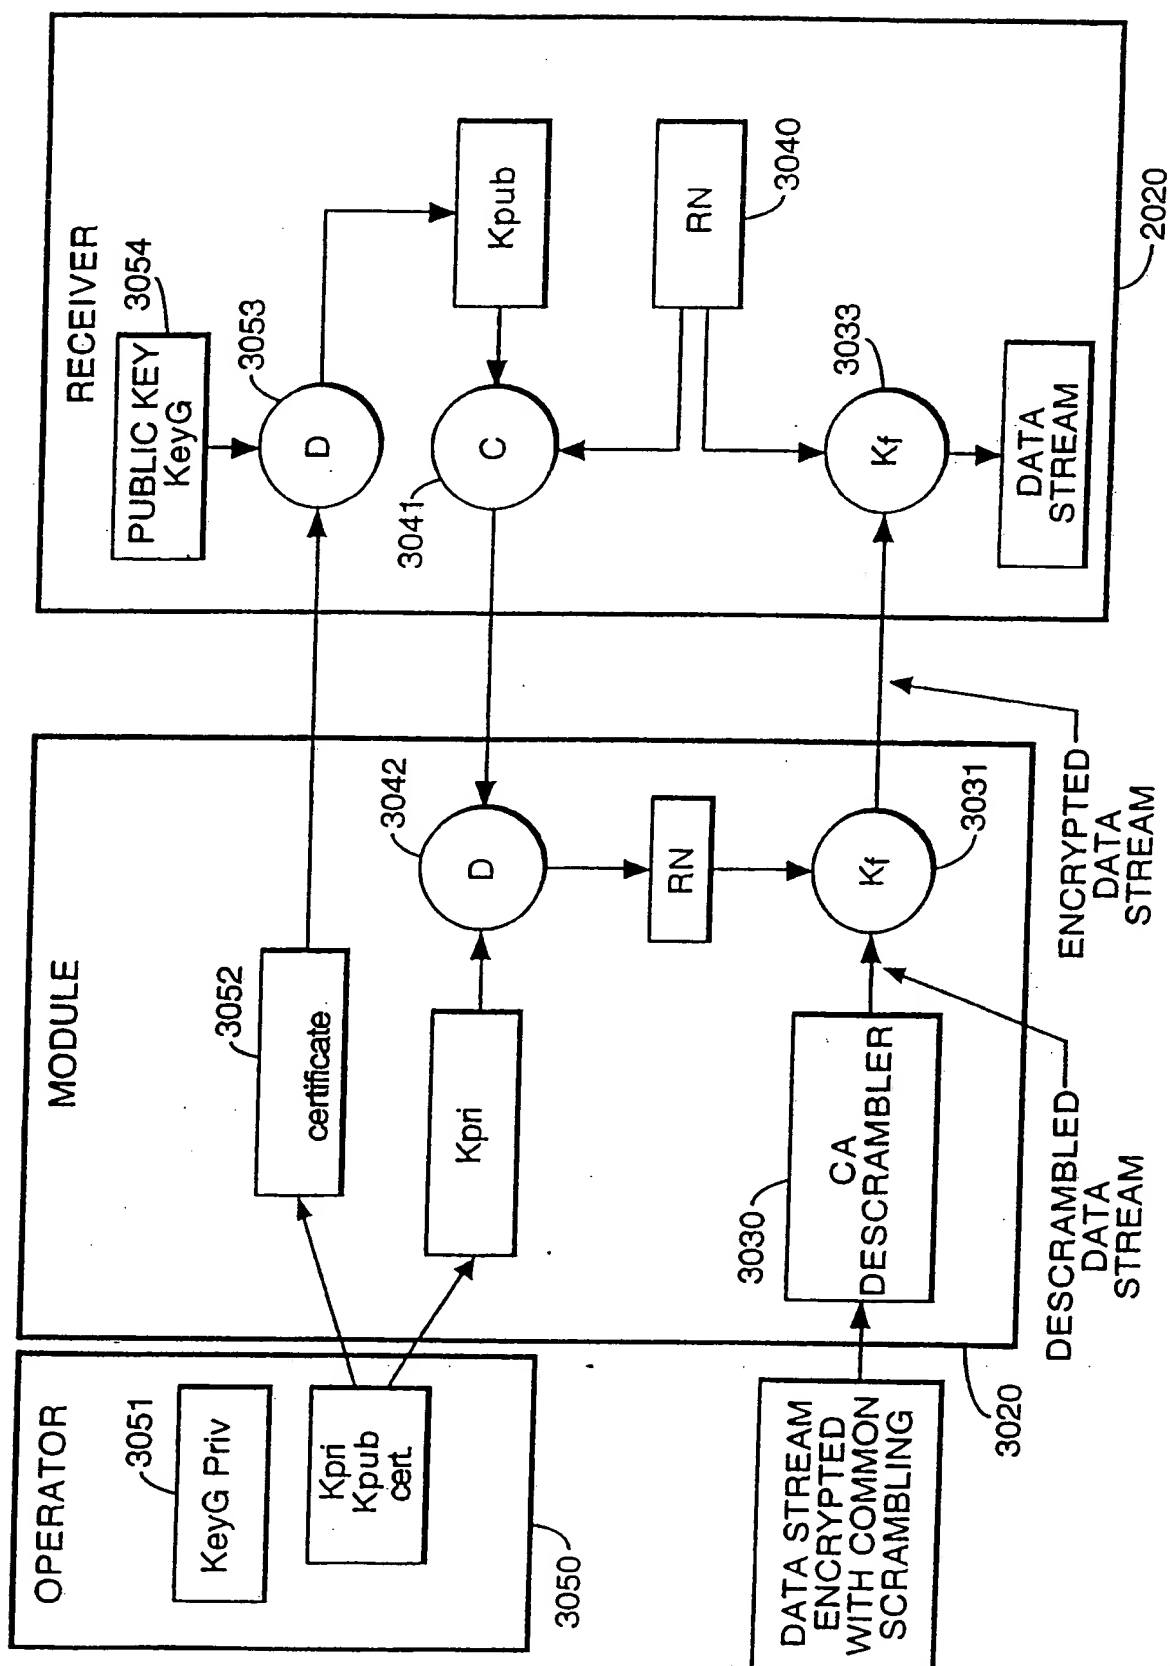 OPERATOR
3051
KeyG Priv
Kpri
Kpub
cert.
3050
DATA STREAM
ENCRYPTED
WITH COMMON
SCRAMBLING
MODULE
3052
certificate
Kpri
3042
D
RN
3030
CA
DESCRAMBLER
Kf
3031
3020
DESCRAMBLED
DATA
STREAM
ENCRYPTED
DATA
STREAM
RECEIVER
PUBLIC KEY
KeyG
3054
D
3053
Kpub
C
3041
RN
3040
Kf
3033
DATA
STREAM
2020